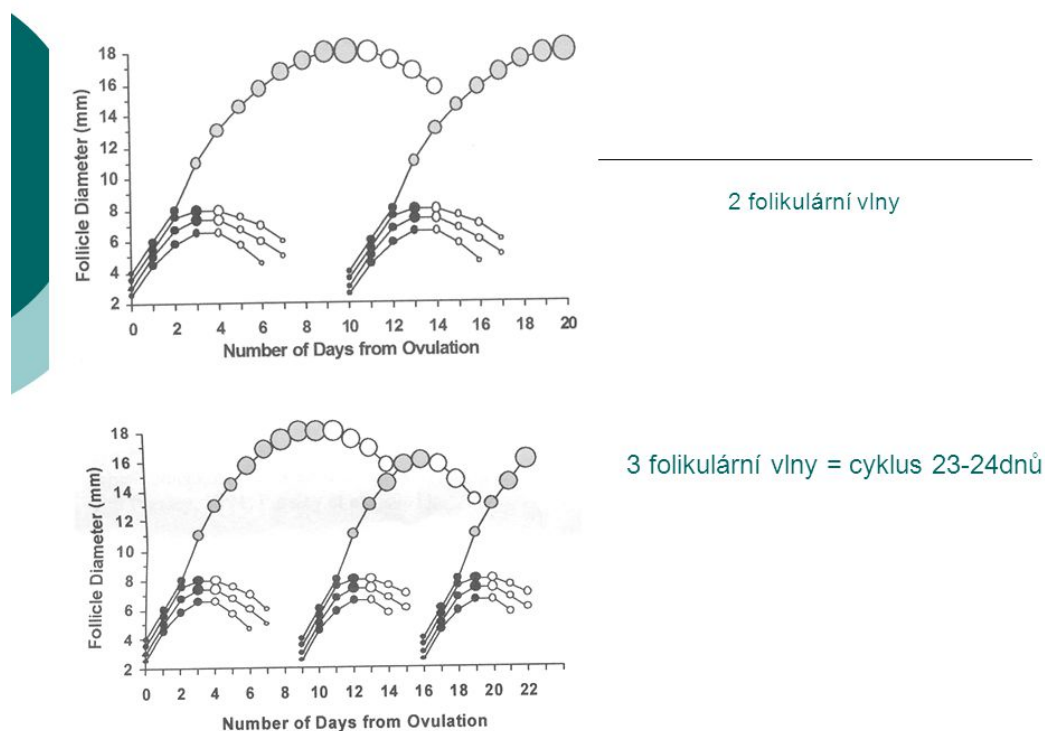 18
16
14
12
10
8
6
4
2
Follicle Diameter (mm)
0 2 4 6 8 10 12 14 16 18 20
Number of Days from Ovulation
2 folikulární vlny
18
16
14
12
10
8
6
4
2
Follicle Diameter (mm)
0 2 4 6 8 10 12 14 16 18 20 22
Number of Days from Ovulation
3 folikulární vlny = cyklus 23-24dnů